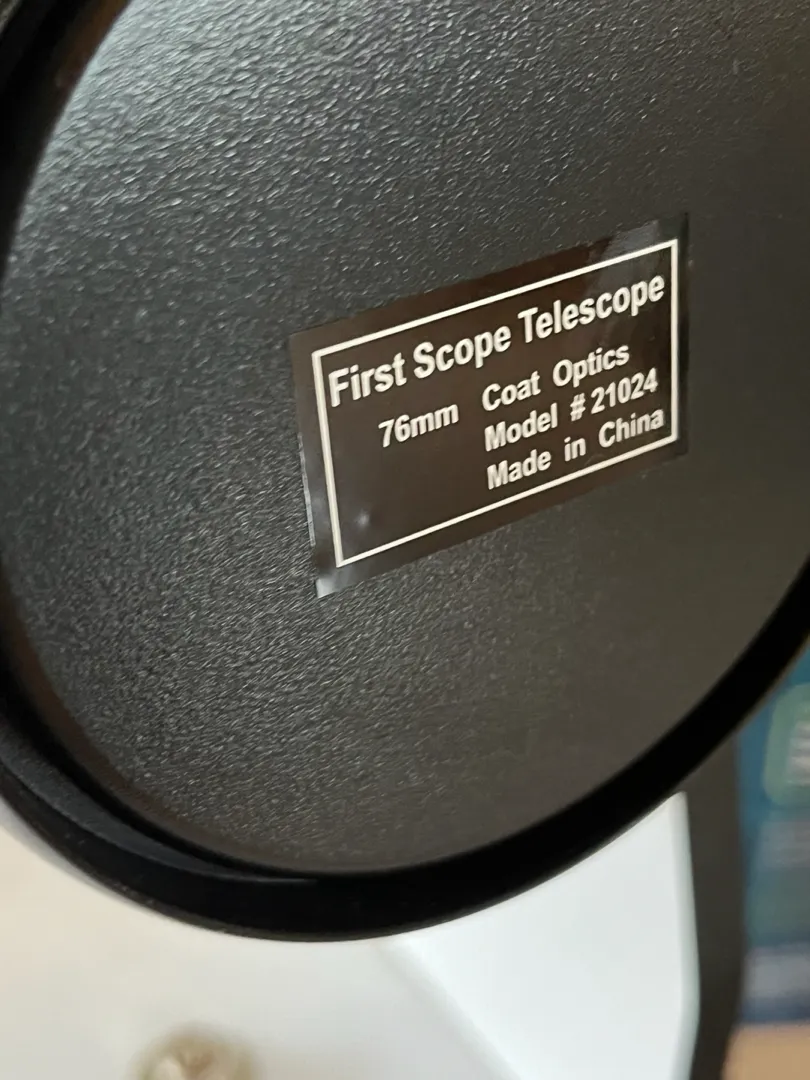 First Scope Telescope
76mm Coat Optics
Model # 21024
Made in China